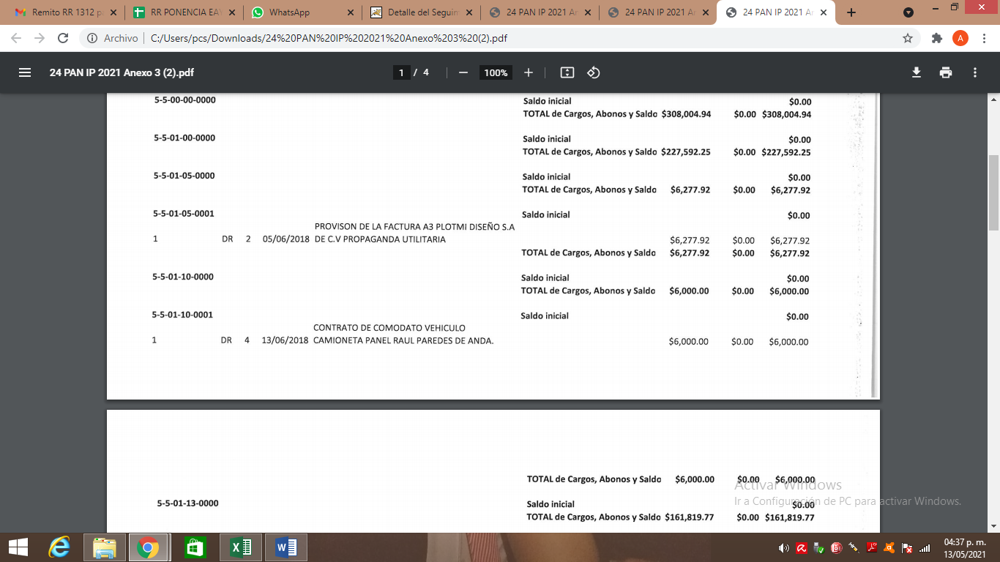 Remito RR 1312 p
RR PONENCIA EA
WhatsApp
Detalle del Seguim
24 PAN IP 2021 A
24 PAN IP 2021 A
24 PAN IP 2021 A
A
Archivo
C:/Users/pcs/Downloads/24%20PAN%20IP%202021%20Anexo%203%20(2).pdf
24 PAN IP 2021 Anexo 3 (2).pdf
1 / 4
100%
5-5-00-00-0000 Saldo inicial $0.00
TOTAL de Cargos, Abonos y Saldo $308,004.94 $0.00 $308,004.94
5-5-01-00-0000 Saldo inicial $0.00
TOTAL de Cargos, Abonos y Saldo $227,592.25 $0.00 $227,592.25
5-5-01-05-0000 Saldo inicial $0.00
TOTAL de Cargos, Abonos y Saldo $6,277.92 $0.00 $6,277.92
5-5-01-05-0001 Saldo inicial $0.00
PROVISON DE LA FACTURA A3 PLOTMI DISEÑO S.A
1 DR 2 05/06/2018 DE C.V PROPAGANDA UTILITARIA $6,277.92 $0.00 $6,277.92
TOTAL de Cargos, Abonos y Saldo $6,277.92 $0.00 $6,277.92
5-5-01-10-0000 Saldo inicial $0.00
TOTAL de Cargos, Abonos y Saldo $6,000.00 $0.00 $6,000.00
5-5-01-10-0001 Saldo inicial $0.00
CONTRATO DE COMODATO VEHICULO
1 DR 4 13/06/2018 CAMIONETA PANEL RAUL PAREDES DE ANDA. $6,000.00 $0.00 $6,000.00
TOTAL de Cargos, Abonos y Saldo $6,000.00 $0.00 $6,000.00
Activar Windows
Ir a Configuración de PC para activar Windows.
5-5-01-13-0000 Saldo inicial $0.00
TOTAL de Cargos, Abonos y Saldo $161,819.77 $0.00 $161,819.77
04:37 p. m.
13/05/2021